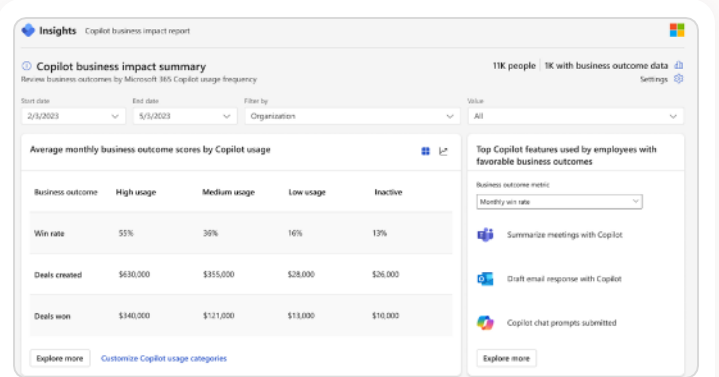 Insights Copilot business impact report
Copilot business impact summary
11K people 1K with business outcome data
Review business outcomes by Microsoft 365 Copilot usage frequency
Settings
Start date End date Filter by Value
2/3/2023 5/3/2023 Organization All
Average monthly business outcome scores by Copilot usage
Business outcome High usage Medium usage Low usage Inactive
Win rate 55% 36% 16% 13%
Deals created $630,000 $355,000 $28,000 $26,000
Deals won $340,000 $121,000 $13,000 $10,000
Explore more Customize Copilot usage categories
Top Copilot features used by employees with
favorable business outcomes
Business outcome metric
Monthly win rate
Summarize meetings with Copilot
Draft email response with Copilot
Copilot chat prompts submitted
Explore more